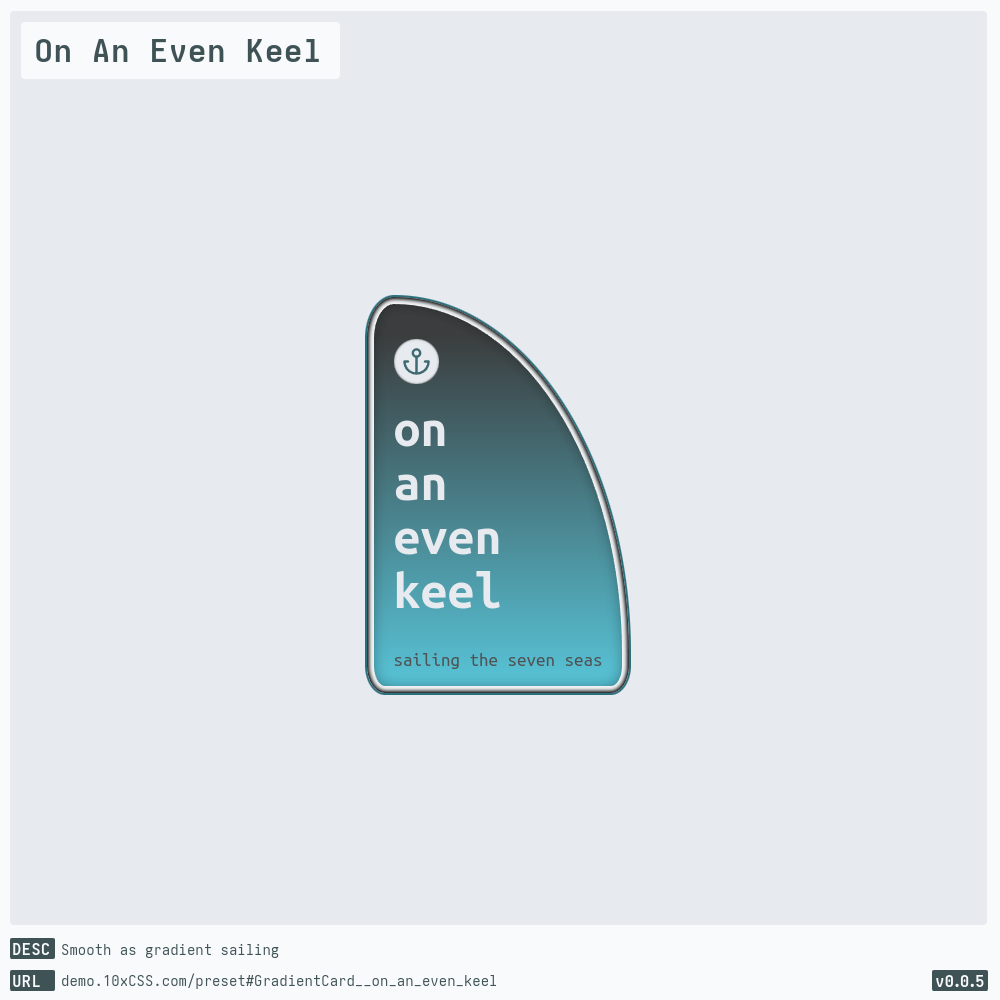 On An Even Keel
on
an
even
keel
sailing the seven seas
DESC Smooth as gradient sailing
URL demo.10xCSS.com/preset#GradientCard__on_an_even_keel
v0.0.5